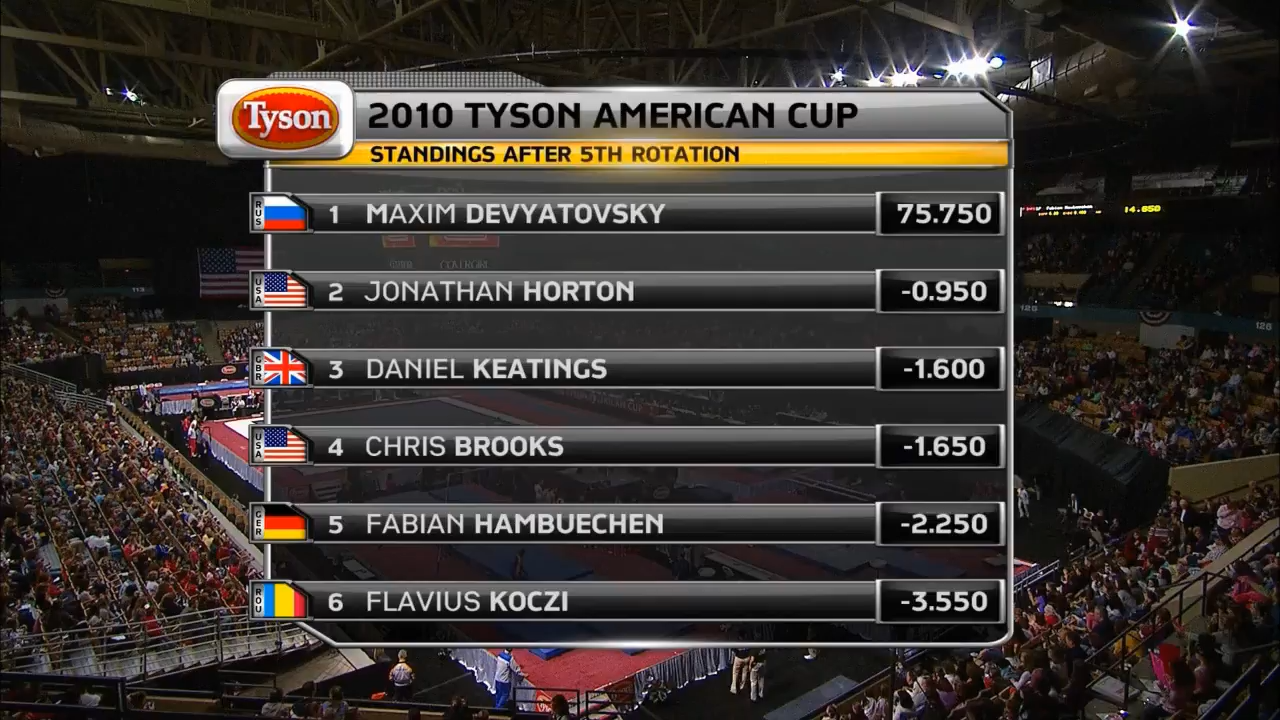 Tyson
2010 TYSON AMERICAN CUP
STANDINGS AFTER 5TH ROTATION
RUS 1 MAXIM DEVYATOVSKY 75.750
USA 2 JONATHAN HORTON -0.950
GBR 3 DANIEL KEATINGS -1.600
USA 4 CHRIS BROOKS -1.650
GER 5 FABIAN HAMBUECHEN -2.250
ROU 6 FLAVIUS KOCZI -3.550
14.650
COVERGIRL
126